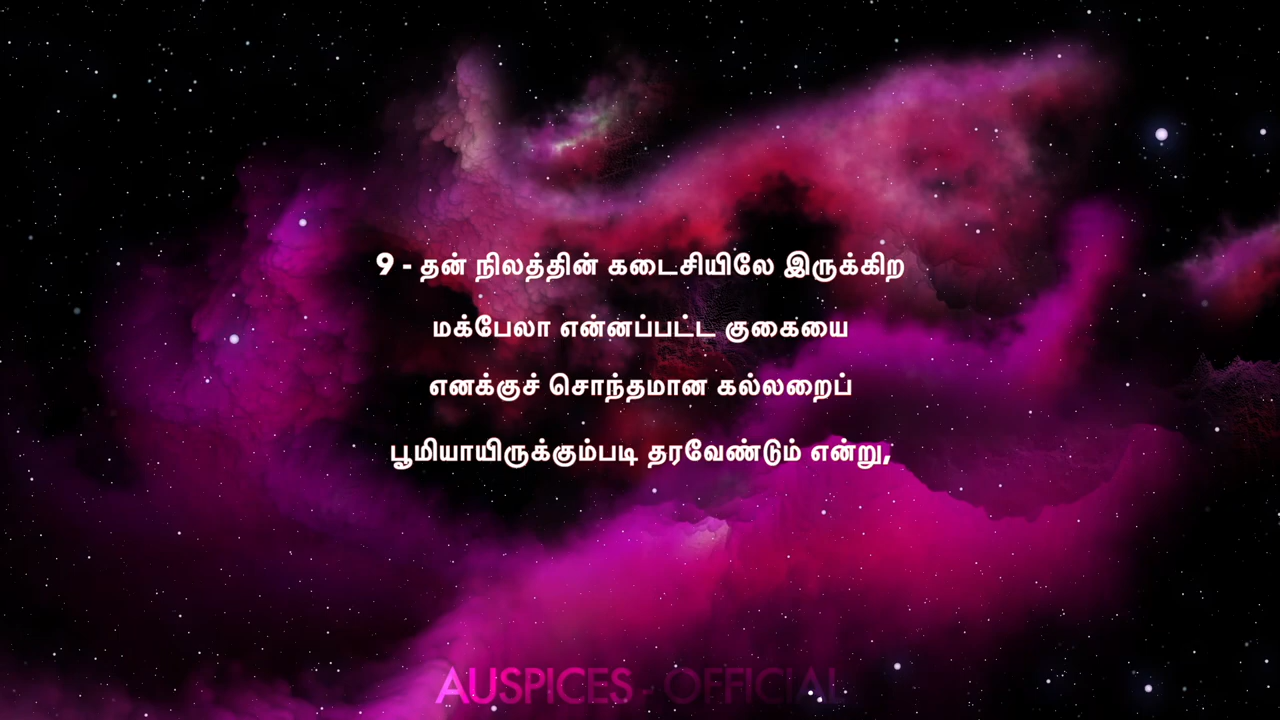 9 - தன் நிலத்தின் கடைசியிலே இருக்கிற
மக்பேலா என்னப்பட்ட குகையை
எனக்குச் சொந்தமான கல்லறைப்
பூமியாயிருக்கும்படி தரவேண்டும் என்று,
AUSPICES - OFFICIAL